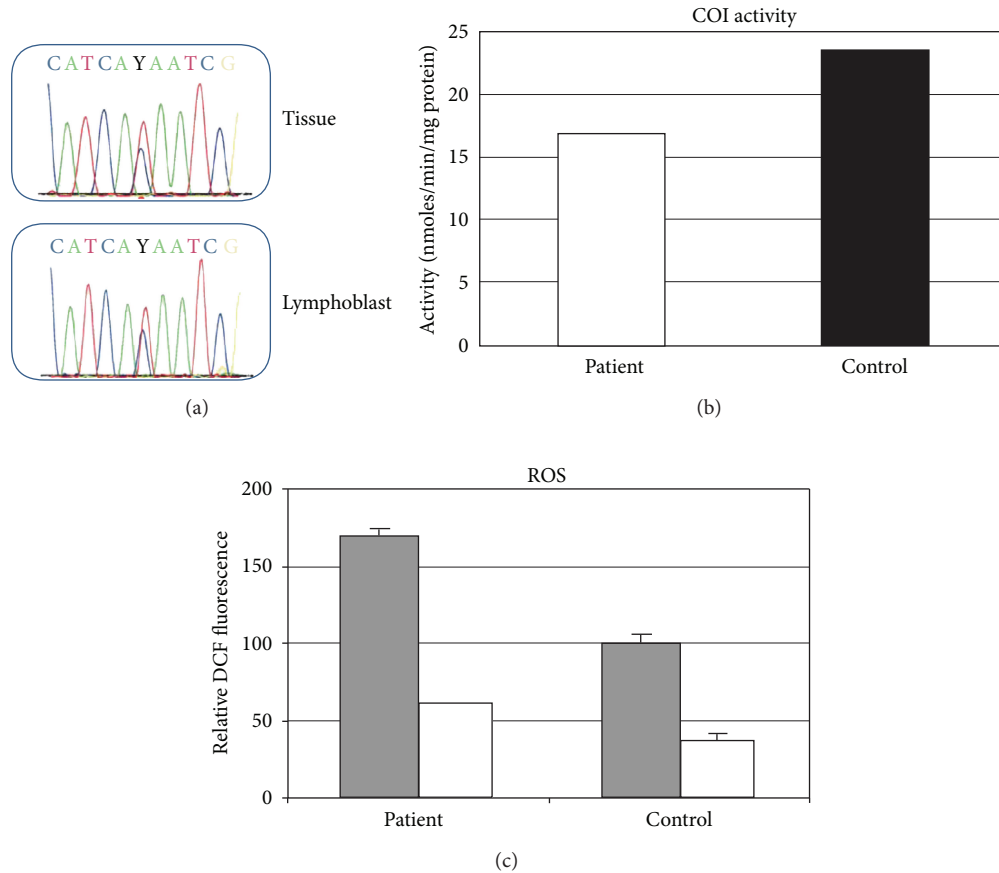 CATCAYAATCG
Tissue
CATCAYAATCG
Lymphoblast
(a)
COI activity
Activity (nmoles/min/mg protein)
25
20
15
10
5
0
Patient
Control
(b)
ROS
Relative DCF fluorescence
200
150
100
50
0
Patient
Control
(c)